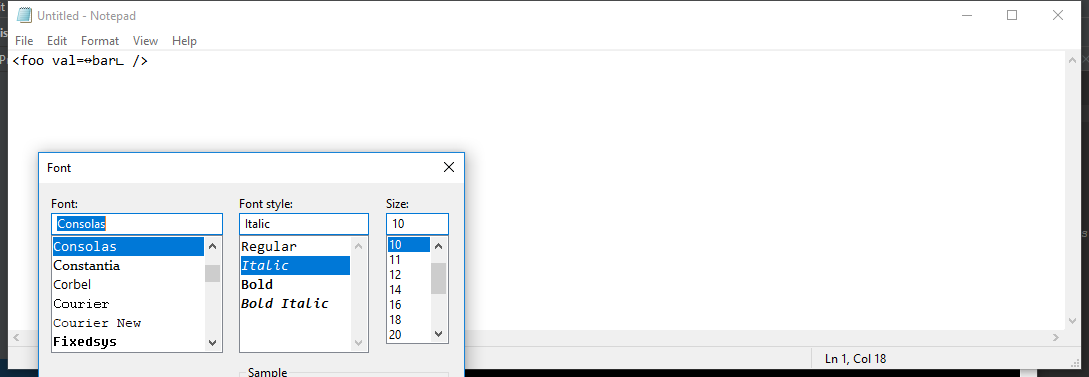 Untitled - Notepad
File Edit Format View Help
<foo val=↔bar∟ />
Font
Font: Font style: Size:
Consolas Italic 10
Consolas Regular 10
Constantia Italic 11
Corbel Bold 12
Courier Bold Italic 14
Courier New 16
Fixedsys 18
20
Sample
Ln 1, Col 18